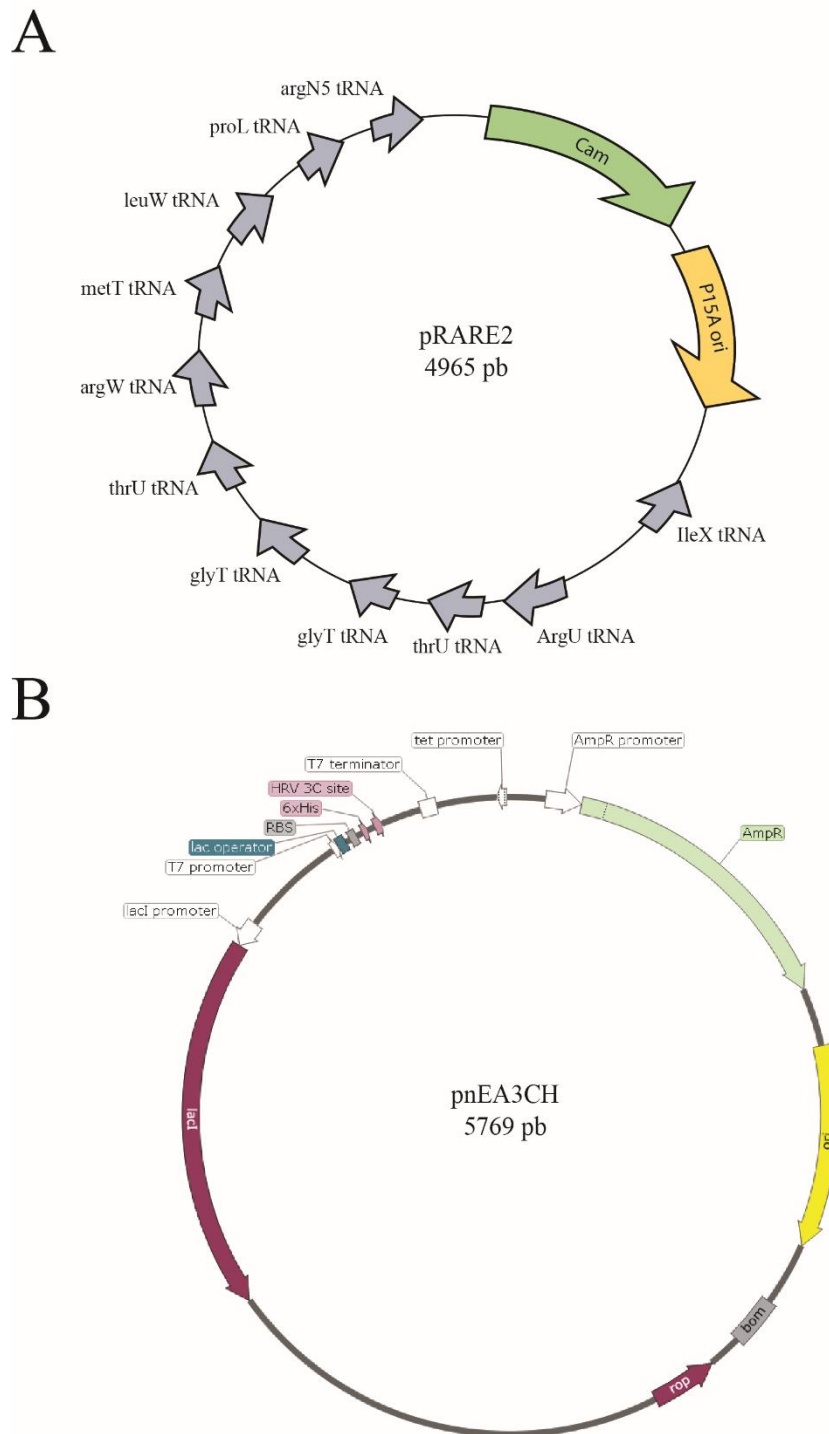 A
argN5 tRNA
Cam
proL tRNA
leuW tRNA
metT tRNA
P15A ori
pRARE2
4965 pb
argW tRNA
thrU tRNA
glyT tRNA
IleX tRNA
glyT tRNA
thrU tRNA
ArgU tRNA
B
tet promoter
AmpR promoter
T7 terminator
HRV 3C site
6xHis
RBS
lac operator
T7 promoter
AmpR
lacI promoter
pnEA3CH
5769 pb
lacI
ori
bom
rop